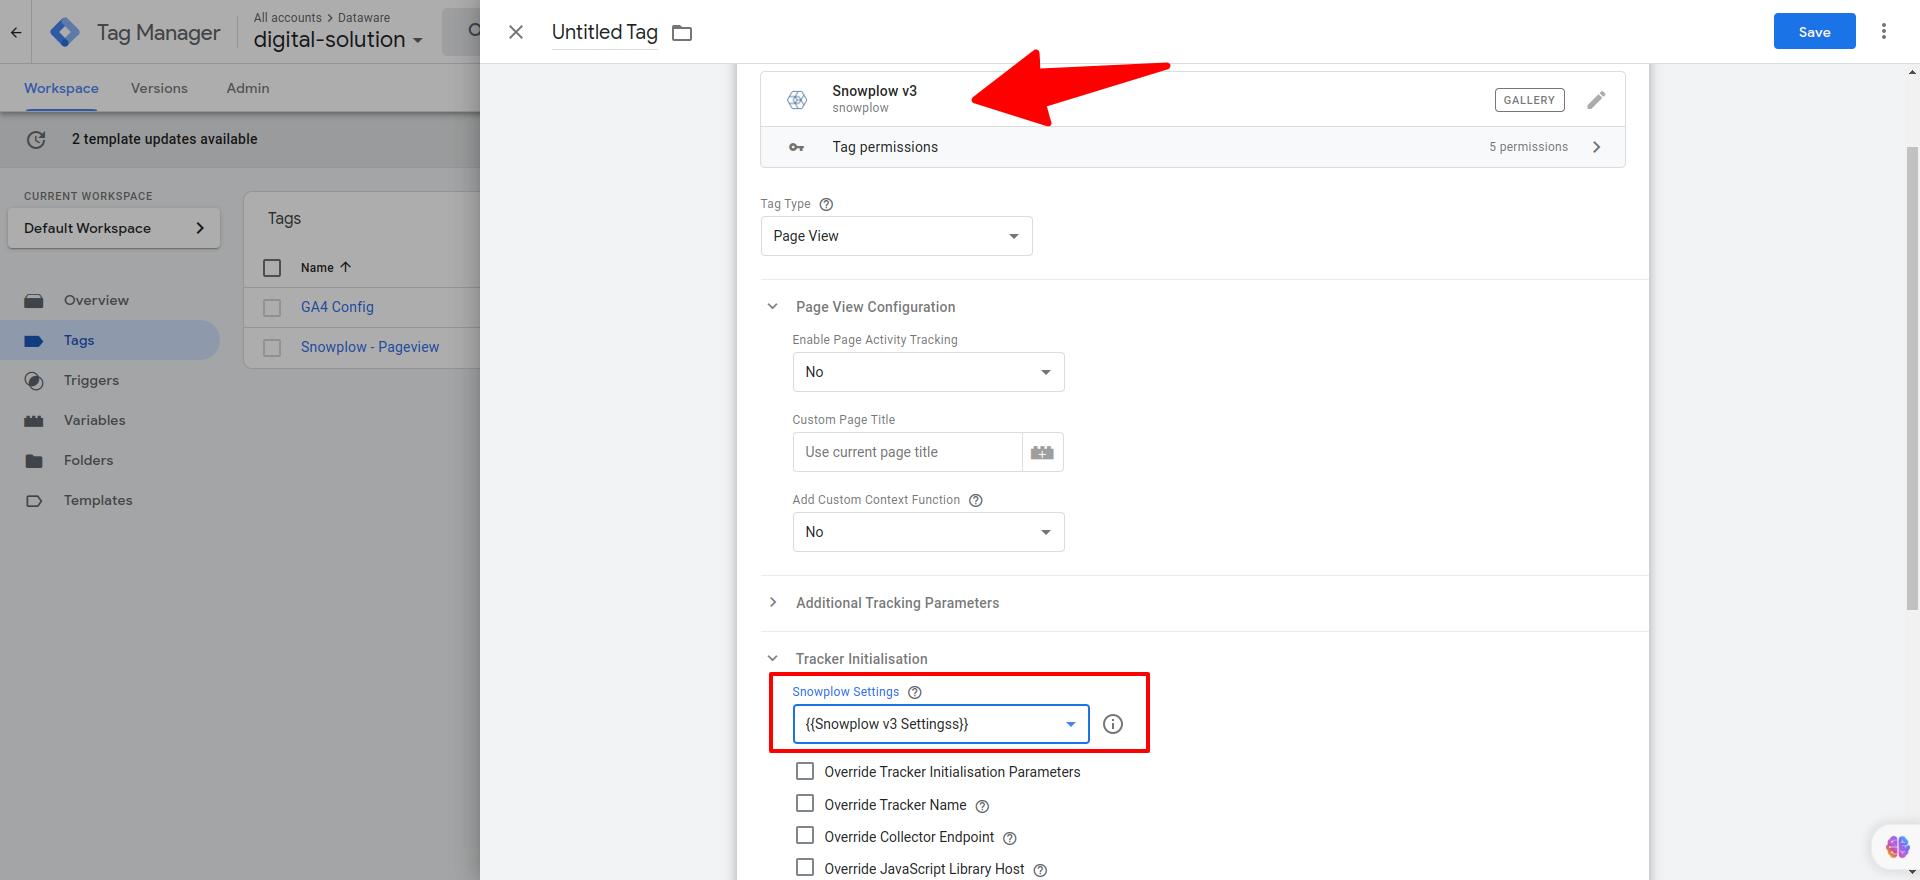 Tag Manager
All accounts > Dataware
digital-solution
Untitled Tag
Save
Workspace
Versions
Admin
2 template updates available
CURRENT WORKSPACE
Default Workspace
Overview
Tags
Triggers
Variables
Folders
Templates
Tags
Name
GA4 Config
Snowplow - Pageview
Snowplow v3
snowplow
GALLERY
Tag permissions
5 permissions
Tag Type
Page View
Page View Configuration
Enable Page Activity Tracking
No
Custom Page Title
Use current page title
Add Custom Context Function
No
Additional Tracking Parameters
Tracker Initialisation
Snowplow Settings
{{Snowplow v3 Settingss}}
Override Tracker Initialisation Parameters
Override Tracker Name
Override Collector Endpoint
Override JavaScript Library Host